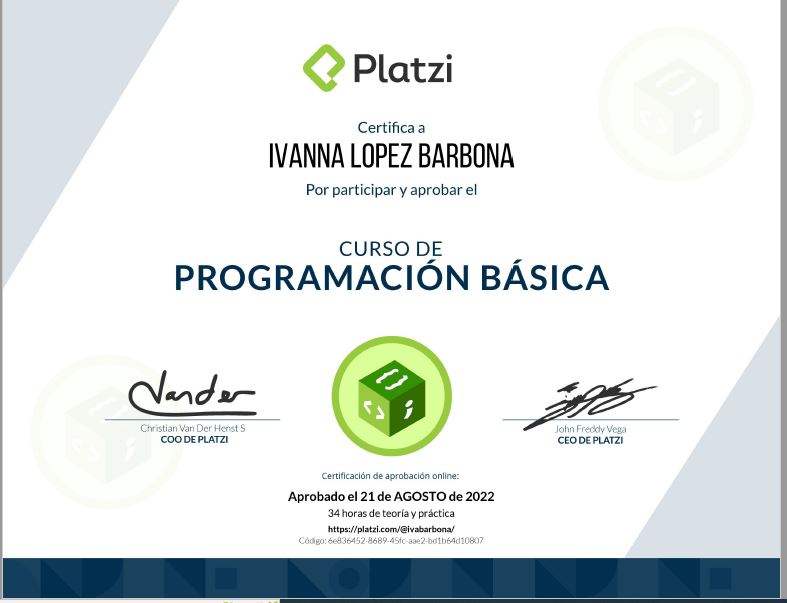 Platzi
Certifica a
IVANNA LOPEZ BARBONA
Por participar y aprobar el
CURSO DE
PROGRAMACIÓN BÁSICA
Vander
Christian Van Der Henst S
COO DE PLATZI
John Freddy Vega
CEO DE PLATZI
Certificación de aprobación online:
Aprobado el 21 de AGOSTO de 2022
34 horas de teoría y práctica
https://platzi.com/@ivabarbona/
Código: 6e836452-8689-45fc-aae2-bd1b64d10807